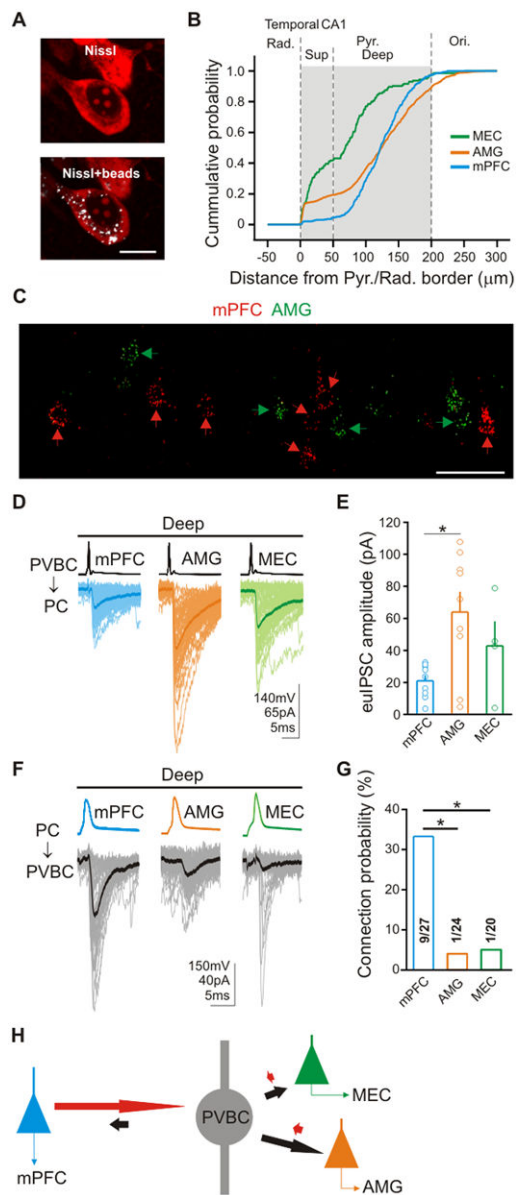 A
Nissl
Nissl+beads
B
Temporal CA1
Rad.
Pyr.
Ori.
Sup
Deep
Cummulative probability
1.0
0.8
0.6
0.4
0.2
0
MEC
AMG
mPFC
-50 0 50 100 150 200 250 300
Distance from Pyr./Rad. border (μm)
C
mPFC AMG
D
Deep
PVBC
↓
PC
mPFC
AMG
MEC
140mV
65pA
5ms
E
euIPSC amplitude (pA)
120
100
80
60
40
20
0
*
mPFC
AMG
MEC
F
Deep
PC
↓
PVBC
mPFC
AMG
MEC
150mV
40pA
5ms
G
Connection probability (%)
40
30
20
10
0
*
*
9/27
1/24
1/20
mPFC
AMG
MEC
H
mPFC
PVBC
MEC
AMG